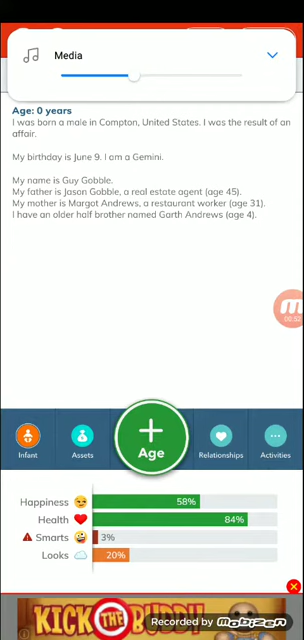 Media
Age: 0 years
I was born a male in Compton, United States. I was the result of an
affair.
My birthday is June 9. I am a Gemini.
My name is Guy Gobble.
My father is Jason Gobble, a real estate agent (age 45).
My mother is Margot Andrews, a restaurant worker (age 31).
I have an older half brother named Garth Andrews (age 4).
00:52
Infant
Assets
Age
Relationships
Activities
Happiness 58%
Health 84%
Smarts 3%
Looks 20%
KICK THE BUDDY
Recorded by Mobizen